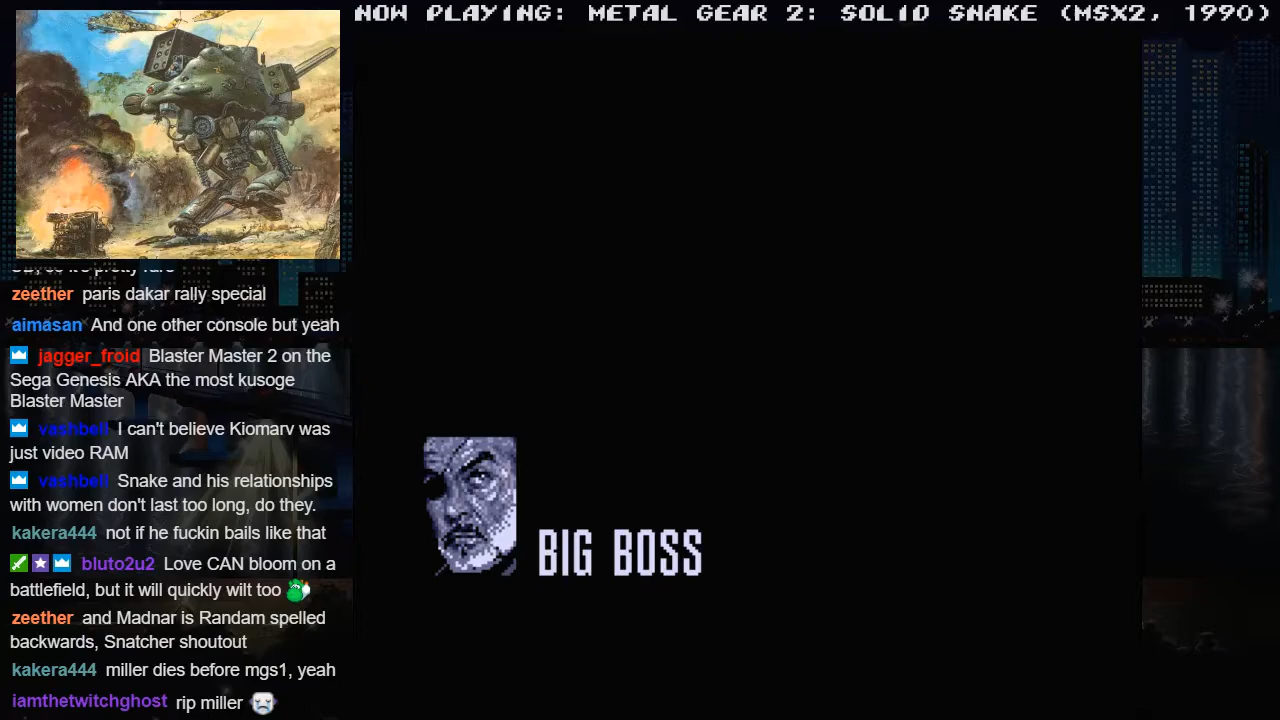 NOW PLAYING: METAL GEAR 2: SOLID SNAKE (MSX2, 1990)
zeether paris dakar rally special
aimasan And one other console but yeah
jagger_froid Blaster Master 2 on the
Sega Genesis AKA the most kusoge
Blaster Master
vashbell I can't believe Kiomarv was
just video RAM
vashbell Snake and his relationships
with women don't last too long, do they.
kakera444 not if he fuckin bails like that
bluto2u2 Love CAN bloom on a
battlefield, but it will quickly wilt too
zeether and Madnar is Randam spelled
backwards, Snatcher shoutout
kakera444 miller dies before mgs1, yeah
iamthetwitchghost rip miller
BIG BOSS